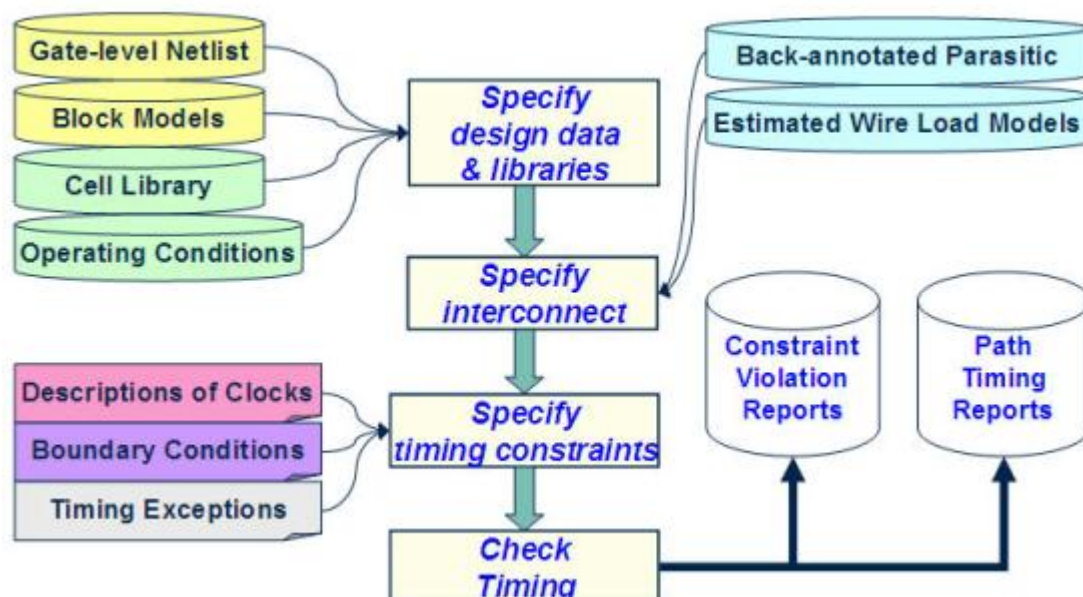 Gate-level Netlist
Block Models
Cell Library
Operating Conditions
Specify
design data
& libraries
Back-annotated Parasitic
Estimated Wire Load Models
Specify
interconnect
Descriptions of Clocks
Boundary Conditions
Timing Exceptions
Specify
timing constraints
Constraint
Violation
Reports
Path
Timing
Reports
Check
Timing